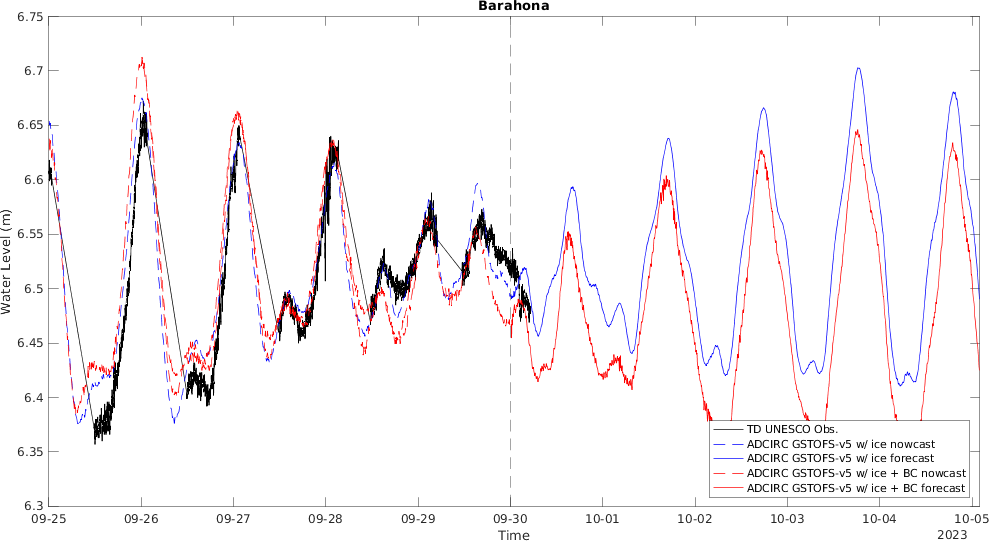 Barahona
6.75
6.7
6.65
6.6
6.55
6.5
6.45
6.4
6.35
6.3
Water Level (m)
TD UNESCO Obs.
ADCIRC GSTOFS-v5 w/ ice nowcast
ADCIRC GSTOFS-v5 w/ ice forecast
ADCIRC GSTOFS-v5 w/ ice + BC nowcast
ADCIRC GSTOFS-v5 w/ ice + BC forecast
09-25 09-26 09-27 09-28 09-29 09-30 10-01 10-02 10-03 10-04 10-05
Time
2023